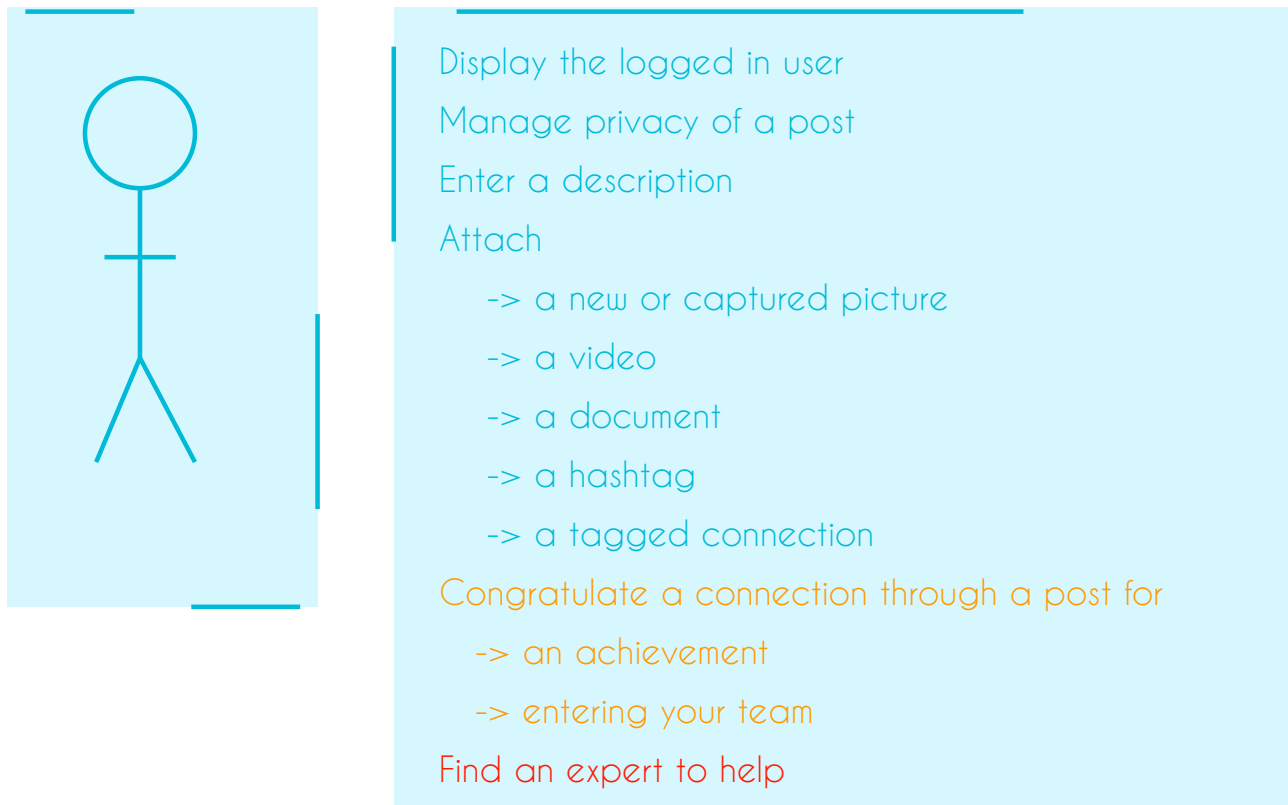 Display the logged in user
Manage privacy of a post
Enter a description
Attach
-> a new or captured picture
-> a video
-> a document
-> a hashtag
-> a tagged connection
Congratulate a connection through a post for
-> an achievement
-> entering your team
Find an expert to help